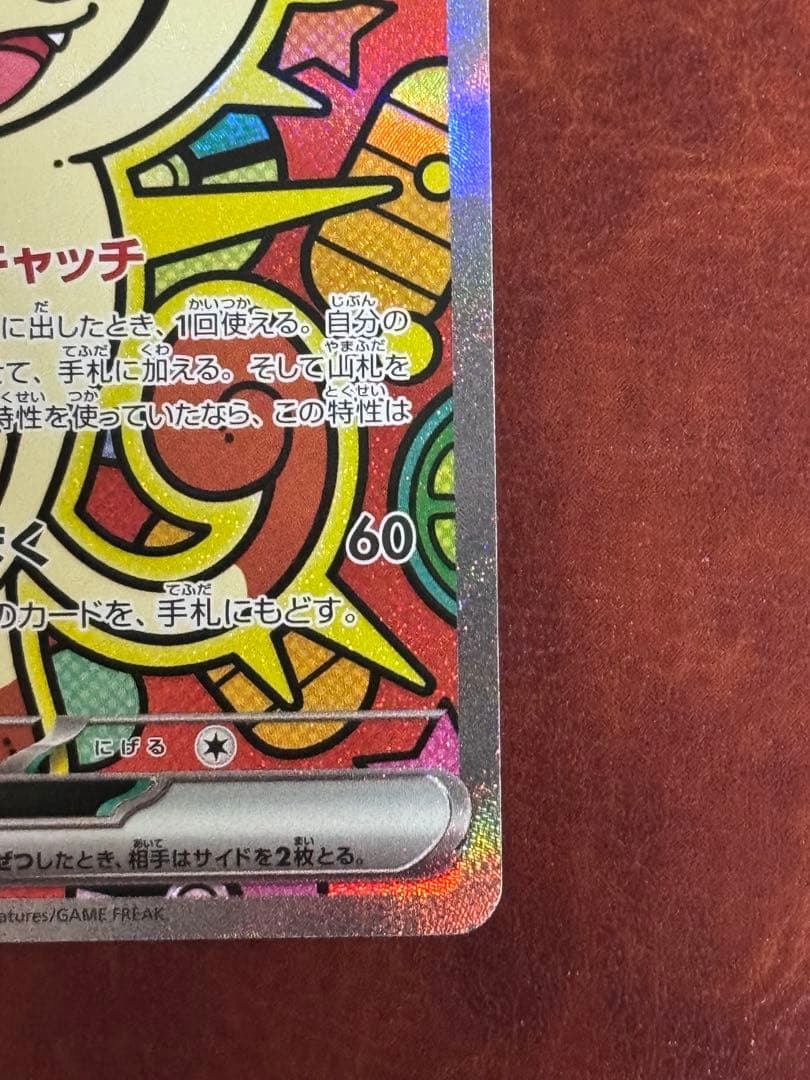 チャッチ
に出したとき、1回使える。自分の
せて、手札に加える。そして山札を
特性を使っていたなら、この特性は
く 60
のカードを、手札にもどす。
にげる
ぜつしたとき、相手はサイドを2枚とる。
atures/GAME FREAK